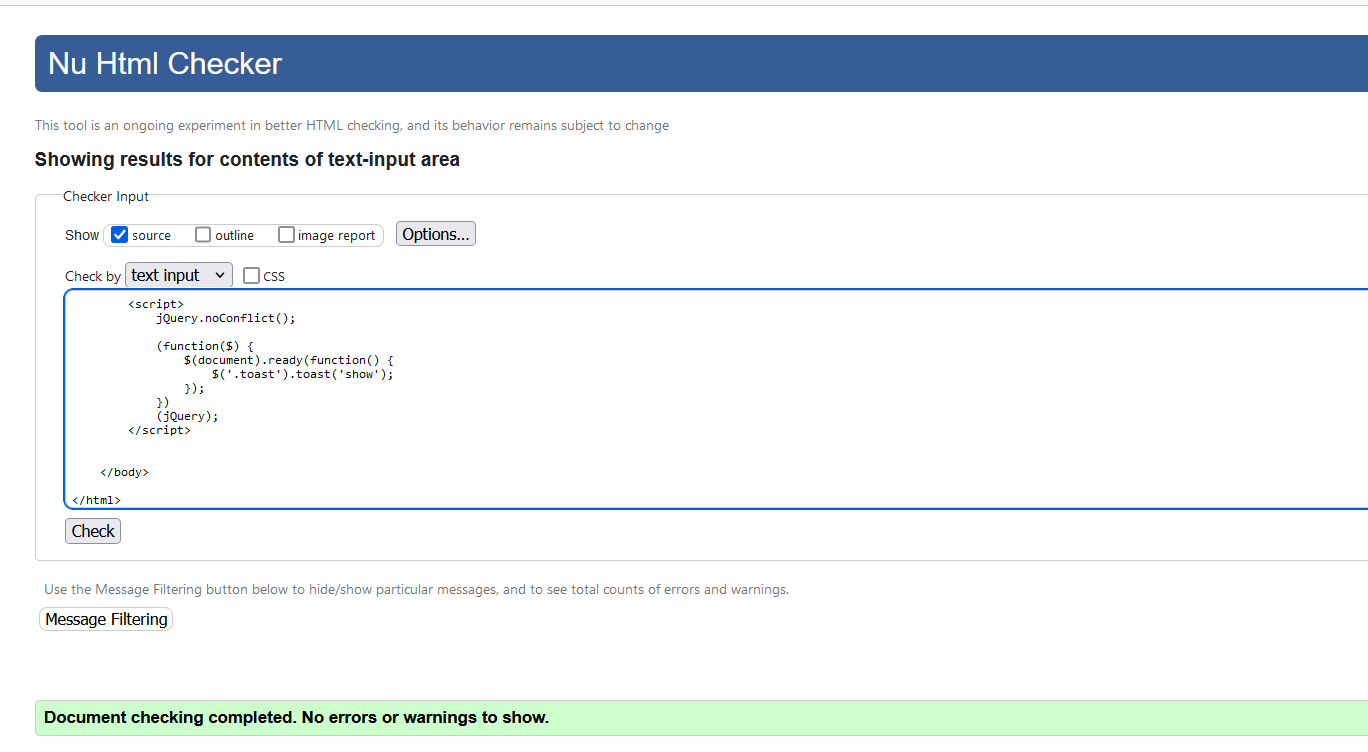 Nu Html Checker
This tool is an ongoing experiment in better HTML checking, and its behavior remains subject to change
Showing results for contents of text-input area
Checker Input
Show source outline image report Options...
Check by text input CSS
<script>
jQuery.noConflict();
(function($) {
$(document).ready(function() {
$('.toast').toast('show');
});
})
(jQuery);
</script>
</body>
</html>
Check
Use the Message Filtering button below to hide/show particular messages, and to see total counts of errors and warnings.
Message Filtering
Document checking completed. No errors or warnings to show.